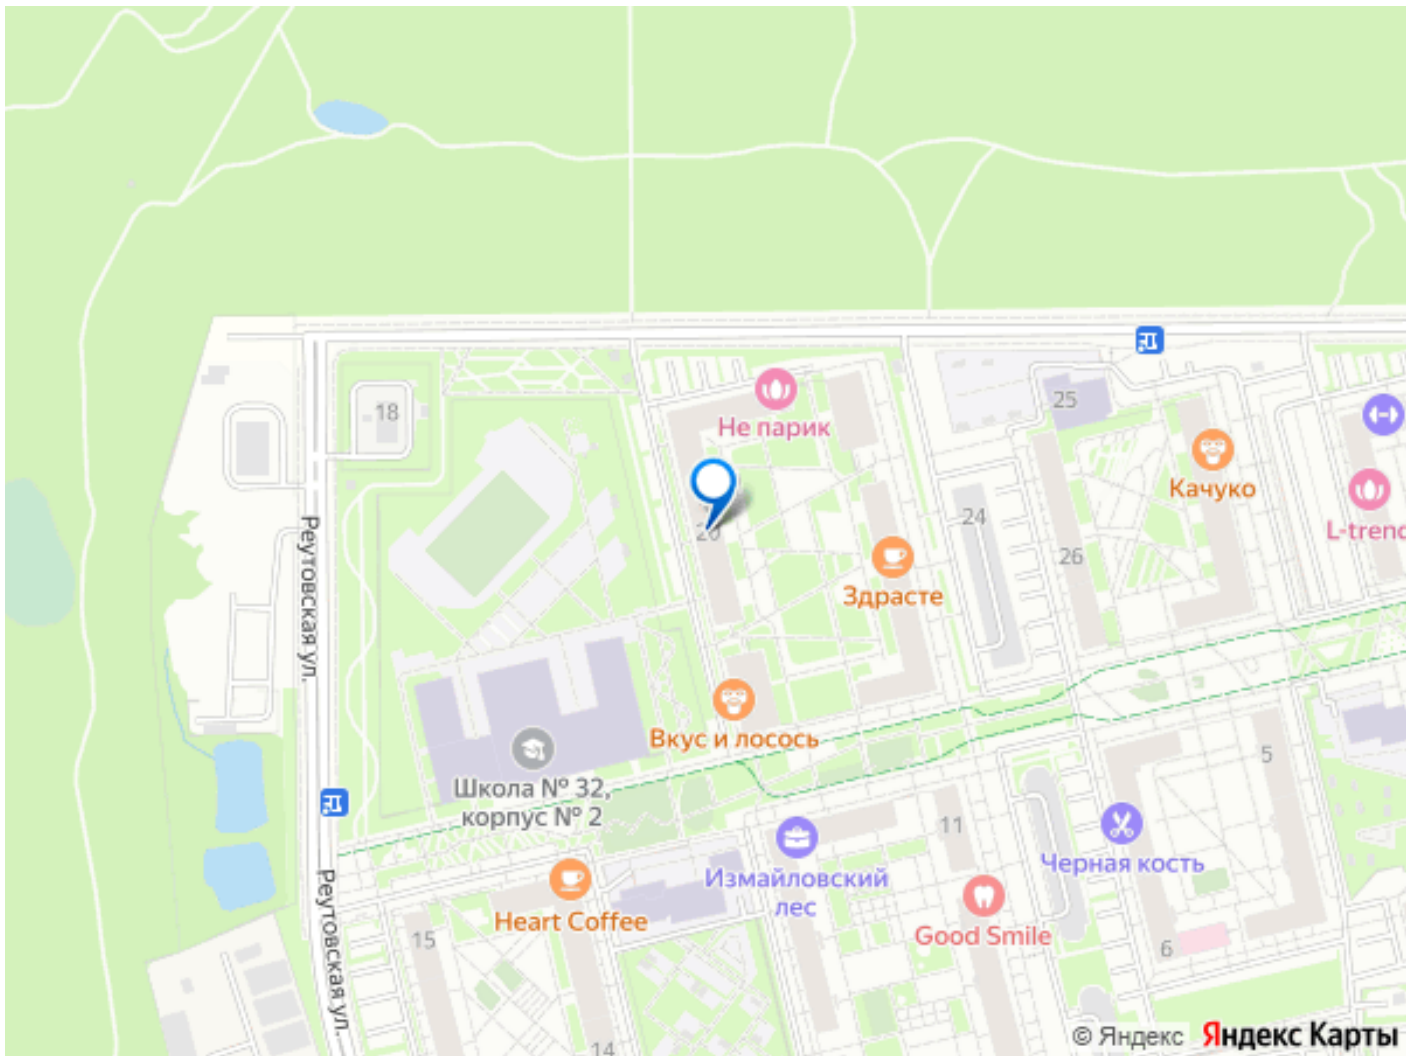 18
Не парик
25
Качуко
L-trend
20
24
26
Здрасте
Реутовская ул.
Вкус и лосось
Школа № 32,
корпус № 2
5
11
Черная кость
Измайловский
лес
Heart Coffee
Good Smile
15
6
Реутовская ул.
14
© Яндекс Яндекс Карты